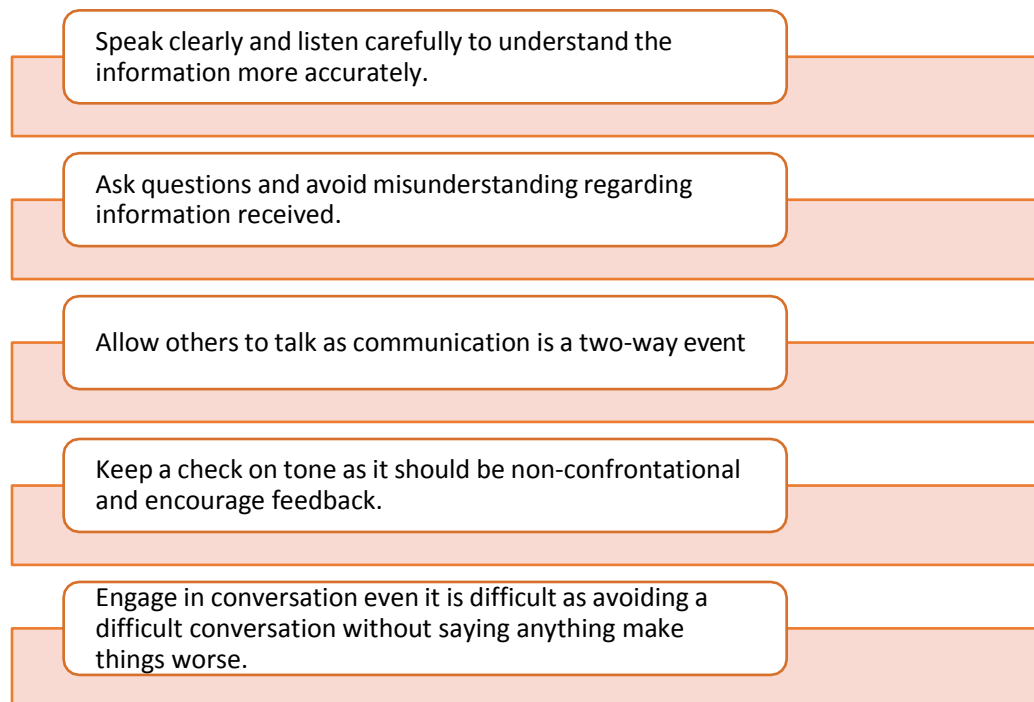 Speak clearly and listen carefully to understand the
information more accurately.
Ask questions and avoid misunderstanding regarding
information received.
Allow others to talk as communication is a two-way event
Keep a check on tone as it should be non-confrontational
and encourage feedback.
Engage in conversation even it is difficult as avoiding a
difficult conversation without saying anything make
things worse.